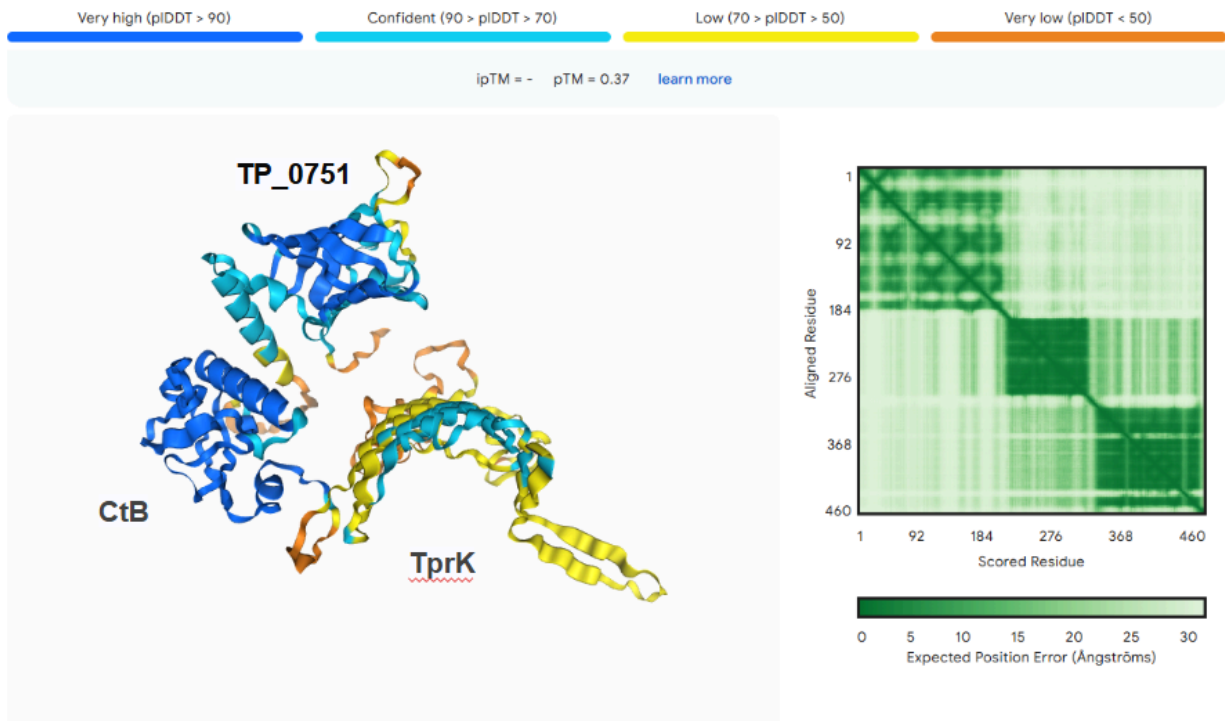 Very high (pIDDT > 90)
Confident (90 > pIDDT > 70)
Low (70 > pIDDT > 50)
Very low (pIDDT < 50)
ipTM = - pTM = 0.37 learn more
TP_0751
CtB
TprK
1
92
184
276
368
460
Aligned Residue
1 92 184 276 368 460
Scored Residue
0 5 10 15 20 25 30
Expected Position Error (Ångströms)